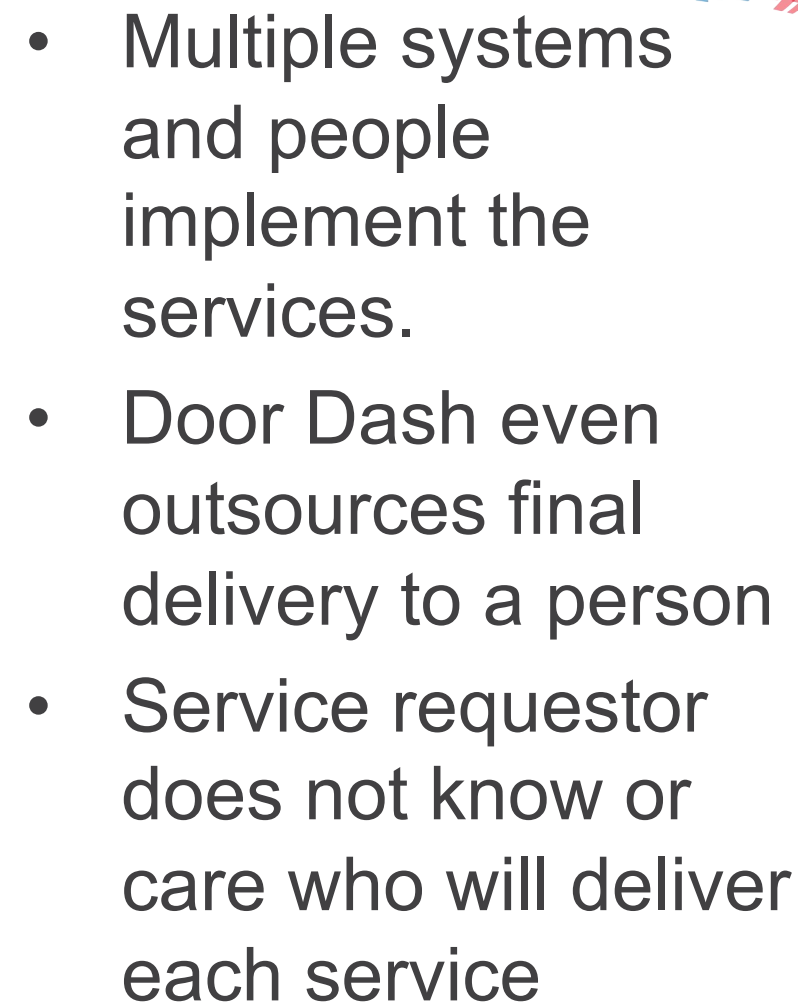 • Multiple systems
and people
implement the
services.
• Door Dash even
outsources final
delivery to a person
• Service requestor
does not know or
care who will deliver
each service